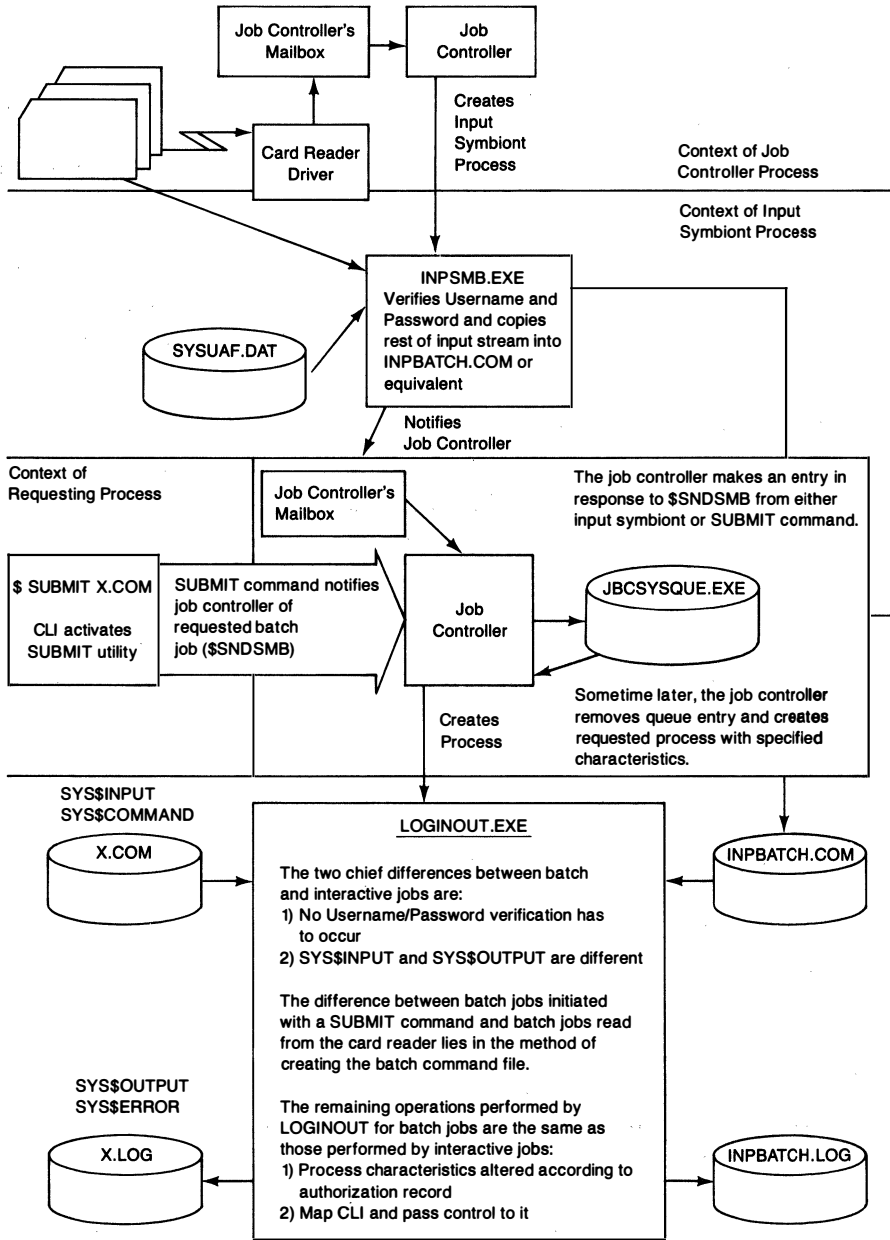 Job Controller's
Mailbox
Job
Controller
Creates
Input
Symbiont
Process
Card Reader
Driver
Context of Job
Controller Process
Context of Input
Symbiont Process
INPSMB.EXE
Verifies Username and
Password and copies
rest of input stream into
INPBATCH.COM or
equivalent
SYSUAF.DAT
Notifies
Job Controller
Context of
Requesting Process
Job Controller's
Mailbox
The job controller makes an entry in
response to $SNDSMB from either
input symbiont or SUBMIT command.
$ SUBMIT X.COM
CLI activates
SUBMIT utility
SUBMIT command notifies
job controller of
requested batch
job ($SNDSMB)
Job
Controller
JBCSYSQUE.EXE
Creates
Process
Sometime later, the job controller
removes queue entry and creates
requested process with specified
characteristics.
SYS$INPUT
SYS$COMMAND
X.COM
INPBATCH.COM
LOGINOUT.EXE
The two chief differences between batch
and interactive jobs are:
1) No Username/Password verification has
to occur
2) SYS$INPUT and SYS$OUTPUT are different
The difference between batch jobs initiated
with a SUBMIT command and batch jobs read
from the card reader lies in the method of
creating the batch command file.
The remaining operations performed by
LOGINOUT for batch jobs are the same as
those performed by interactive jobs:
1) Process characteristics altered according to
authorization record
2) Map CLI and pass control to it
SYS$OUTPUT
SYS$ERROR
X.LOG
INPBATCH.LOG